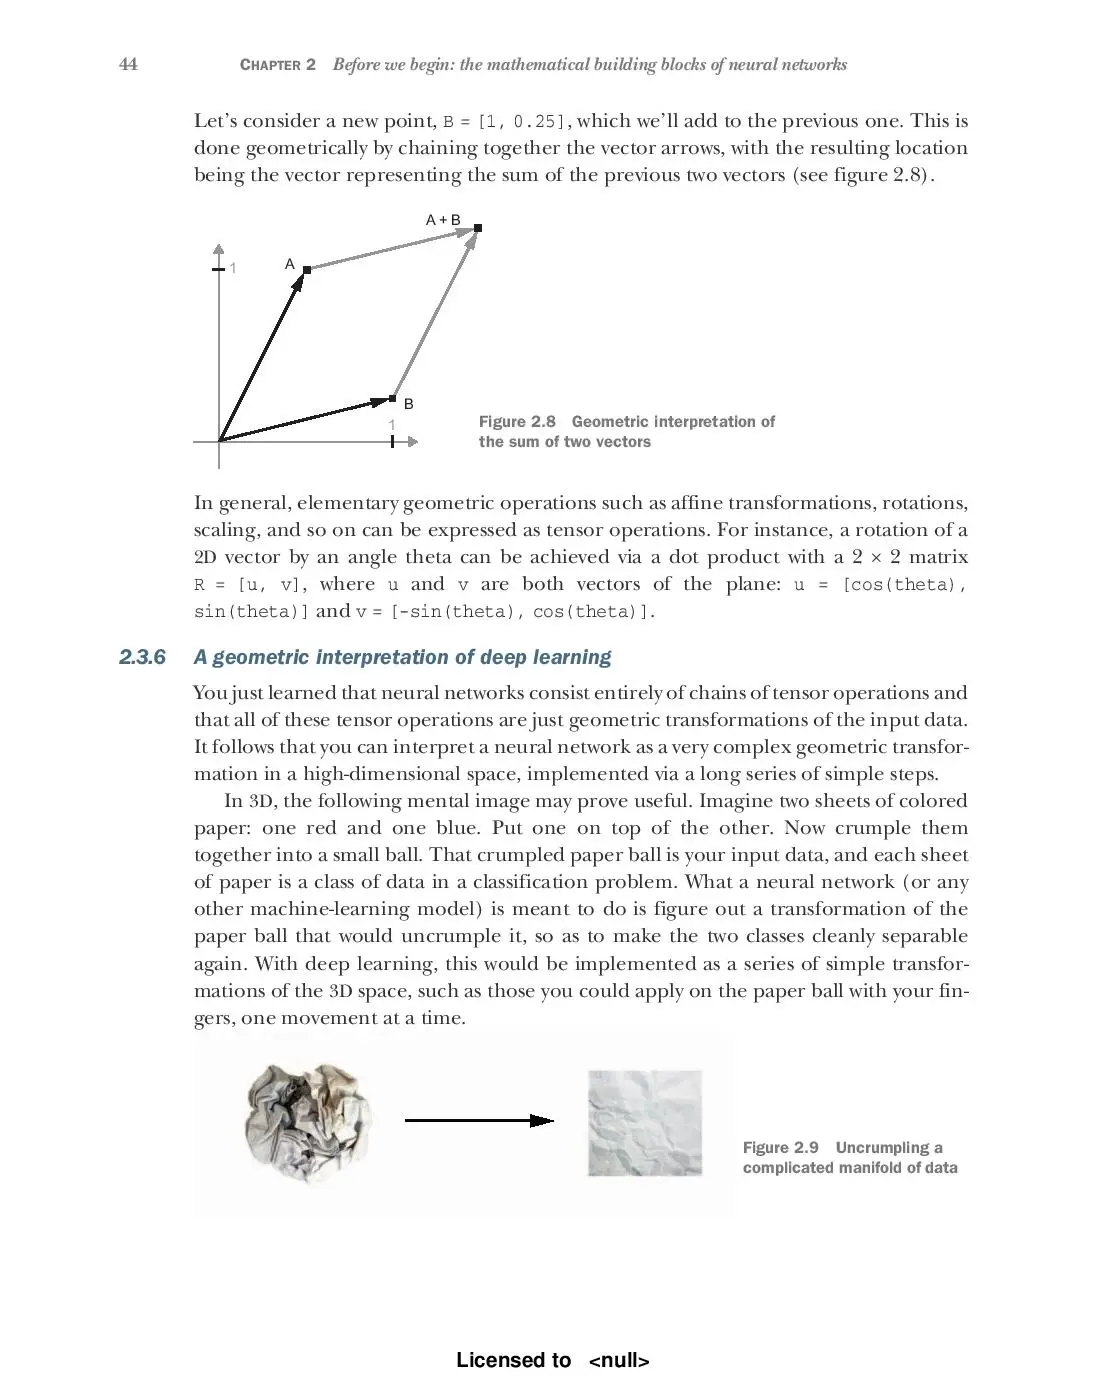 44 CHAPTER 2 Before we begin: the mathematical building blocks of neural networks
Let's consider a new point, B = [1, 0.25], which we'll add to the previous one. This is
done geometrically by chaining together the vector arrows, with the resulting location
being the vector representing the sum of the previous two vectors (see figure 2.8).
A + B
1
A
B
1
Figure 2.8 Geometric interpretation of
the sum of two vectors
In general, elementary geometric operations such as affine transformations, rotations,
scaling, and so on can be expressed as tensor operations. For instance, a rotation of a
2D vector by an angle theta can be achieved via a dot product with a 2 × 2 matrix
R = [u, v], where u and v are both vectors of the plane: u = [cos(theta),
sin(theta)] and v = [-sin(theta), cos(theta)].
2.3.6 A geometric interpretation of deep learning
You just learned that neural networks consist entirely of chains of tensor operations and
that all of these tensor operations are just geometric transformations of the input data.
It follows that you can interpret a neural network as a very complex geometric transfor-
mation in a high-dimensional space, implemented via a long series of simple steps.
In 3D, the following mental image may prove useful. Imagine two sheets of colored
paper: one red and one blue. Put one on top of the other. Now crumple them
together into a small ball. That crumpled paper ball is your input data, and each sheet
of paper is a class of data in a classification problem. What a neural network (or any
other machine-learning model) is meant to do is figure out a transformation of the
paper ball that would uncrumple it, so as to make the two classes cleanly separable
again. With deep learning, this would be implemented as a series of simple transfor-
mations of the 3D space, such as those you could apply on the paper ball with your fin-
gers, one movement at a time.
Figure 2.9 Uncrumpling a
complicated manifold of data
Licensed to <null>